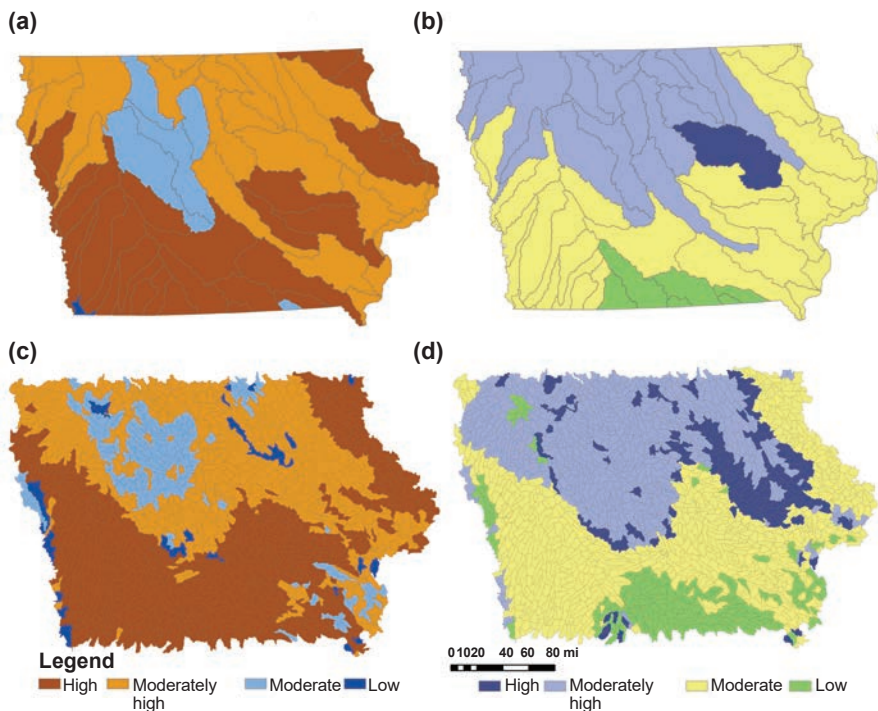 (a)
(b)
(c)
(d)
Legend
High
Moderately
high
Moderate
Low
0 10 20 40 60 80 mi
High
Moderately
high
Moderate
Low